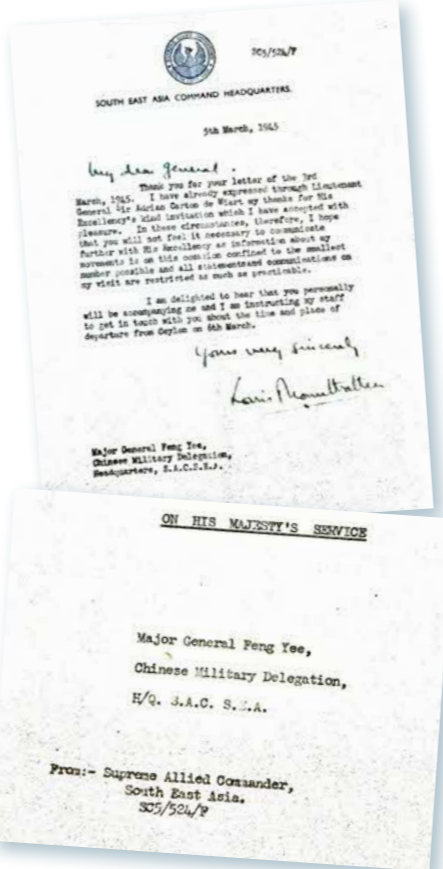 SC5/524/P
SOUTH EAST ASIA COMMAND HEADQUARTERS.
5th March, 1945
My dear General.
Thank you for your letter of the 3rd
March, 1945. I have already expressed through Lieutenant
General Sir Adrian Carton de Wiart my thanks for His
Excellency's kind invitation which I have accepted with
pleasure. In these circumstances, therefore, I hope
that you will not feel it necessary to communicate
further with His Excellency as information about my
movements is on this occasion confined to the smallest
number possible and all statements and communications on
my visit are restricted as much as practicable.
I am delighted to hear that you personally
will be accompanying me and I am instructing my staff
to get in touch with you about the time and place of
departure from Ceylon on 6th March.
Yours very sincerely
Louis Mountbatten
Major General Feng Yee,
Chinese Military Delegation,
Headquarters, S.A.C.S.E.A.
ON HIS MAJESTY'S SERVICE
Major General Feng Yee,
Chinese Military Delegation,
H/Q. S.A.C. S.E.A.
From:- Supreme Allied Commander,
South East Asia.
SC5/524/P